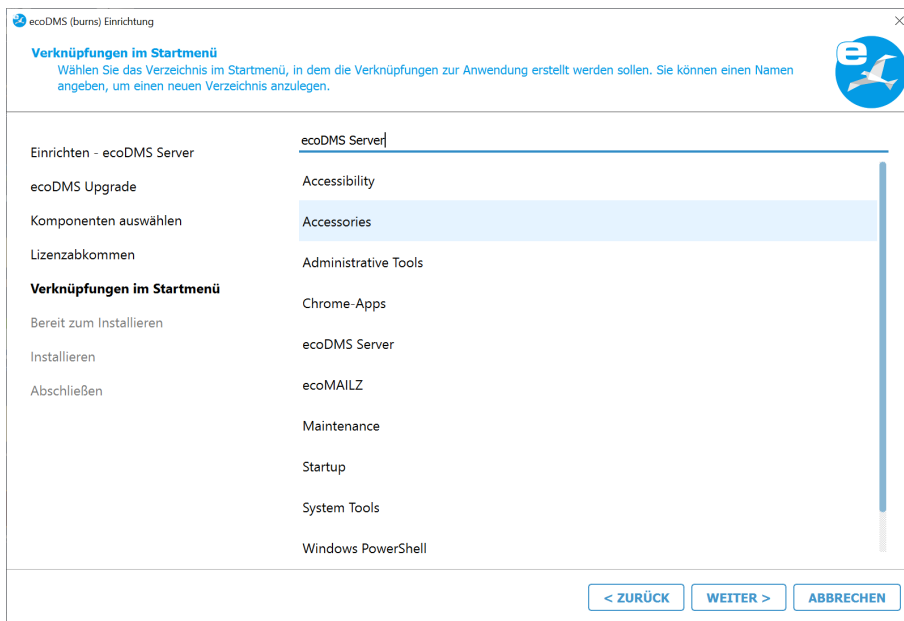 ecoDMS (burns) Einrichtung
Verknüpfungen im Startmenü
Wählen Sie das Verzeichnis im Startmenü, in dem die Verknüpfungen zur Anwendung erstellt werden sollen. Sie können einen Namen
angeben, um einen neuen Verzeichnis anzulegen.
e
Einrichten - ecoDMS Server
ecoDMS Upgrade
Komponenten auswählen
Lizenzabkommen
Verknüpfungen im Startmenü
Bereit zum Installieren
Installieren
Abschließen
ecoDMS Server
Accessibility
Accessories
Administrative Tools
Chrome-Apps
ecoDMS Server
ecoMAILZ
Maintenance
Startup
System Tools
Windows PowerShell
< ZURÜCK
WEITER >
ABBRECHEN